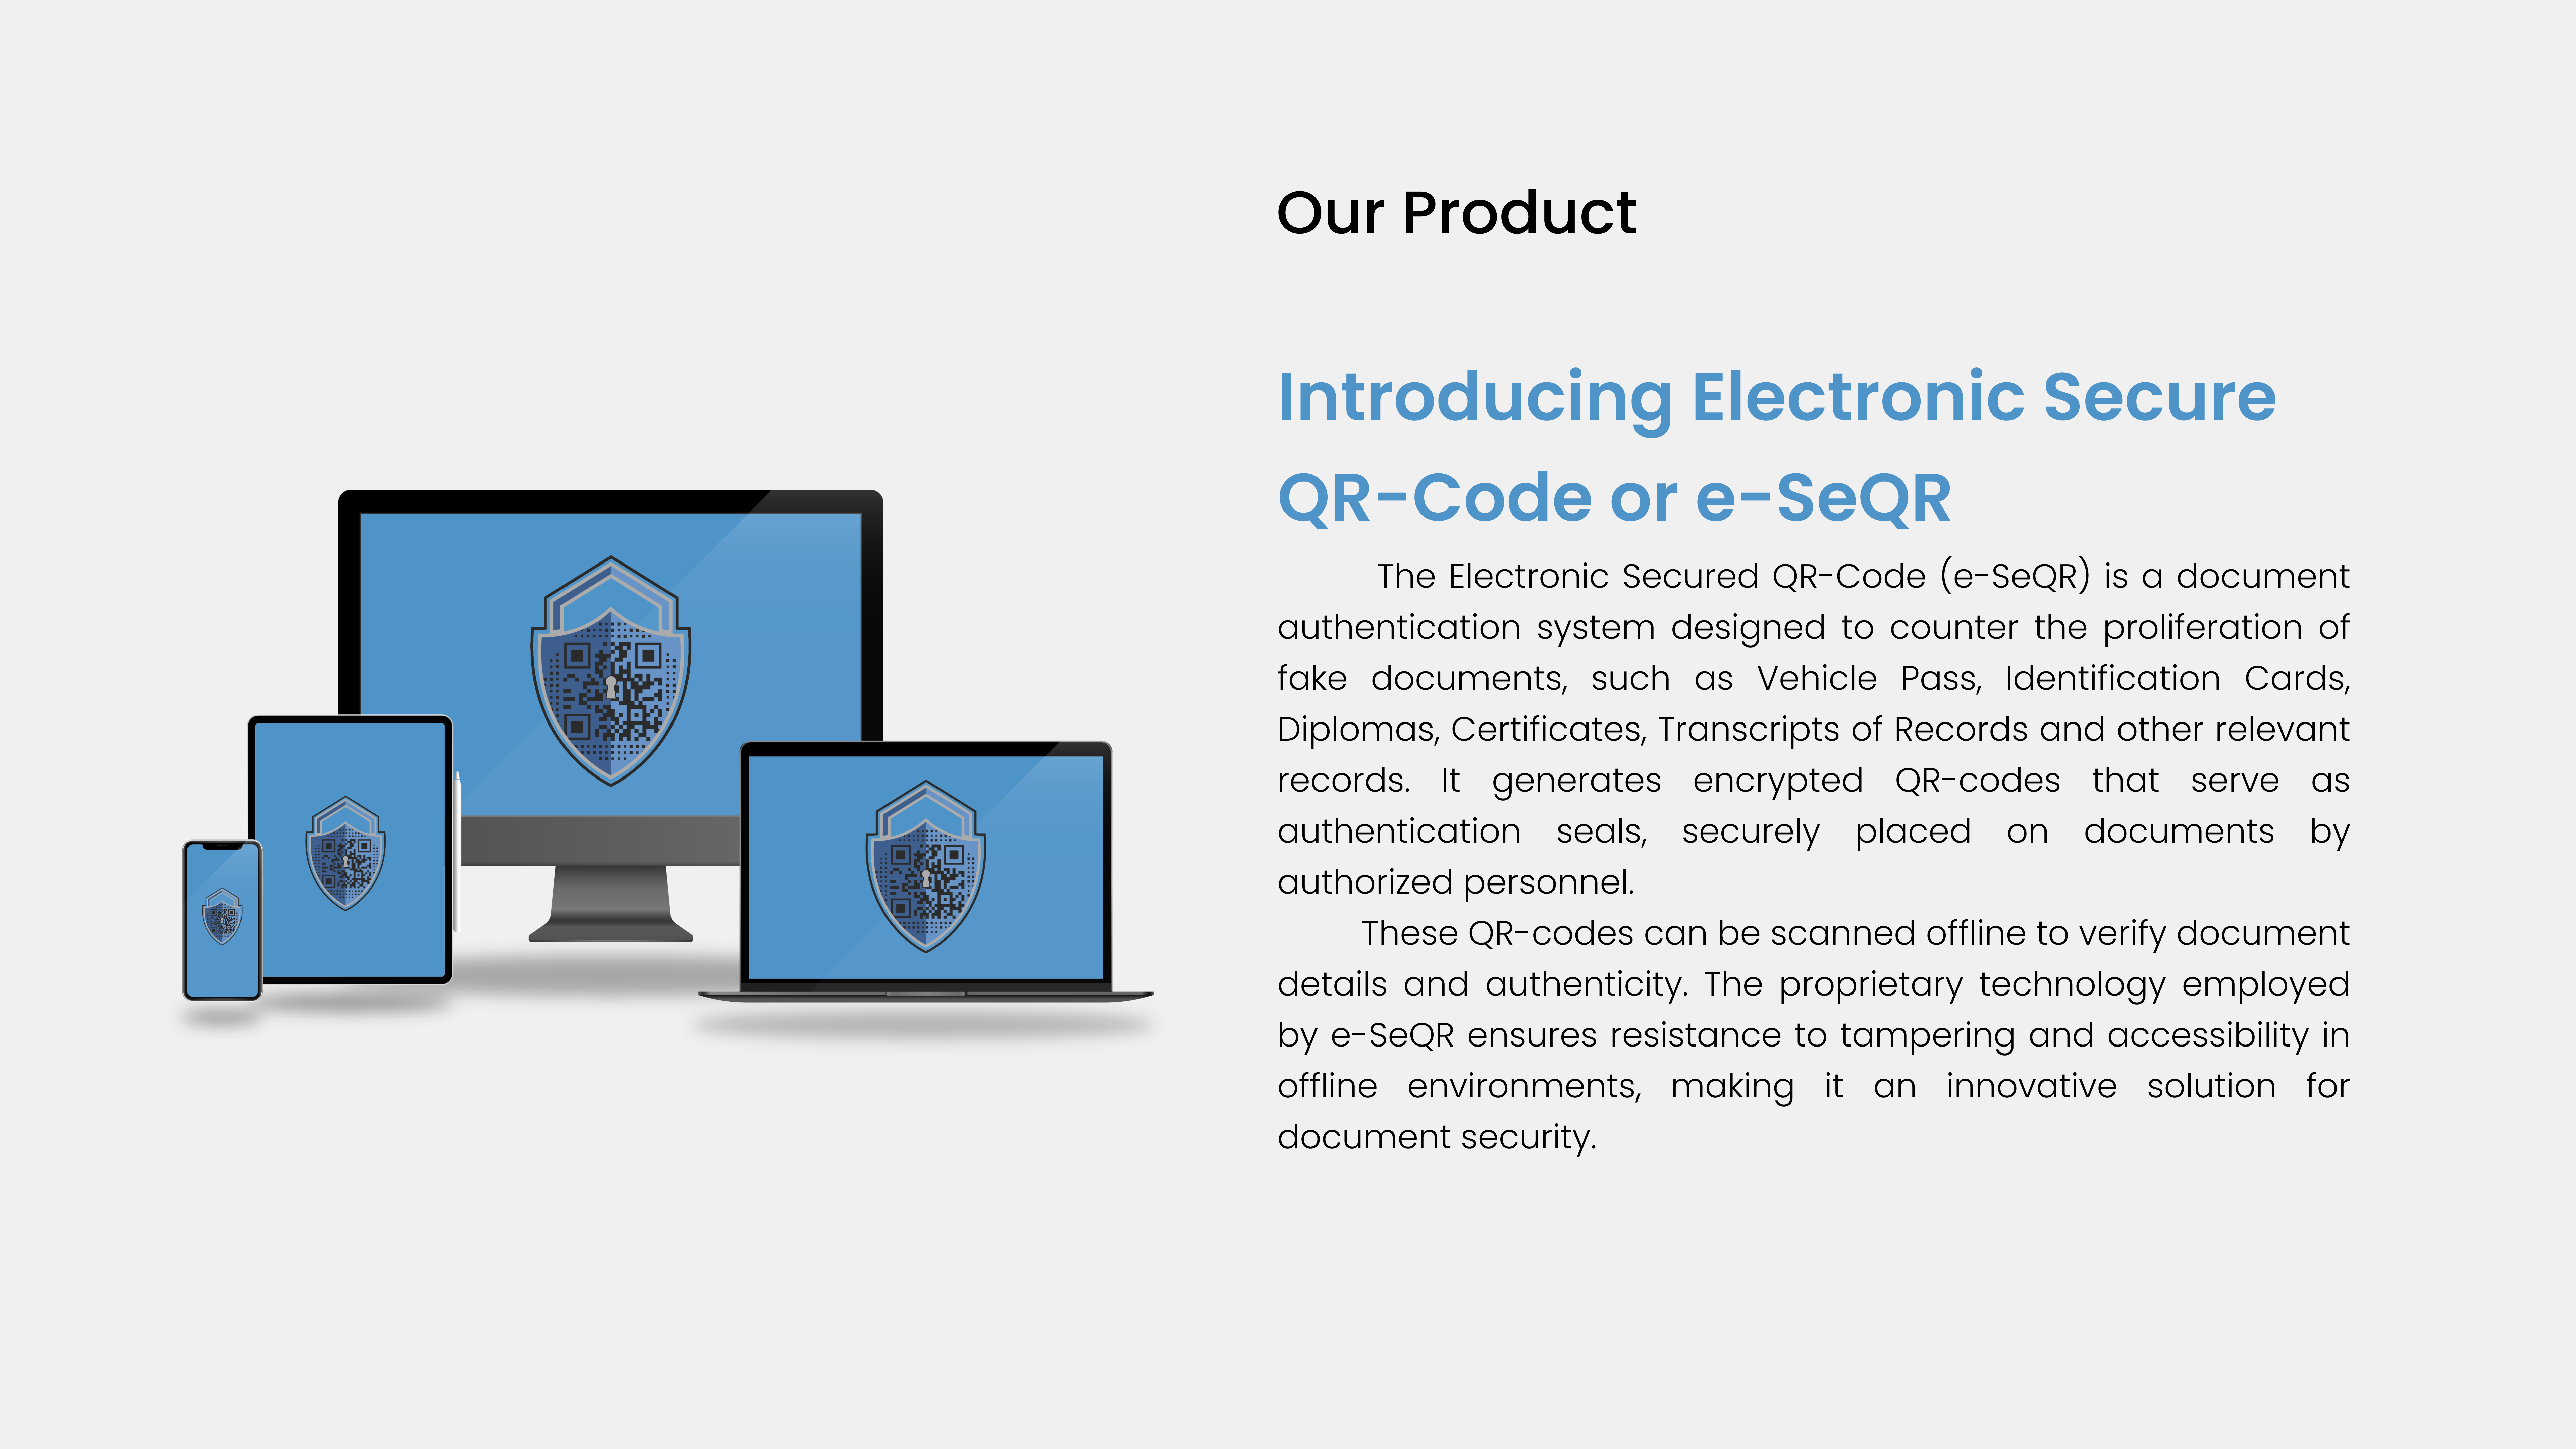 Our Product
Introducing Electronic Secure
QR-Code or e-SeQR
The Electronic Secured QR-Code (e-SeQR) is a document
authentication system designed to counter the proliferation of
fake documents, such as Vehicle Pass, Identification Cards,
Diplomas, Certificates, Transcripts of Records and other relevant
records. It generates encrypted QR-codes that serve as
authentication seals, securely placed on documents by
authorized personnel.
These QR-codes can be scanned offline to verify document
details and authenticity. The proprietary technology employed
by e-SeQR ensures resistance to tampering and accessibility in
offline environments, making it an innovative solution for
document security.